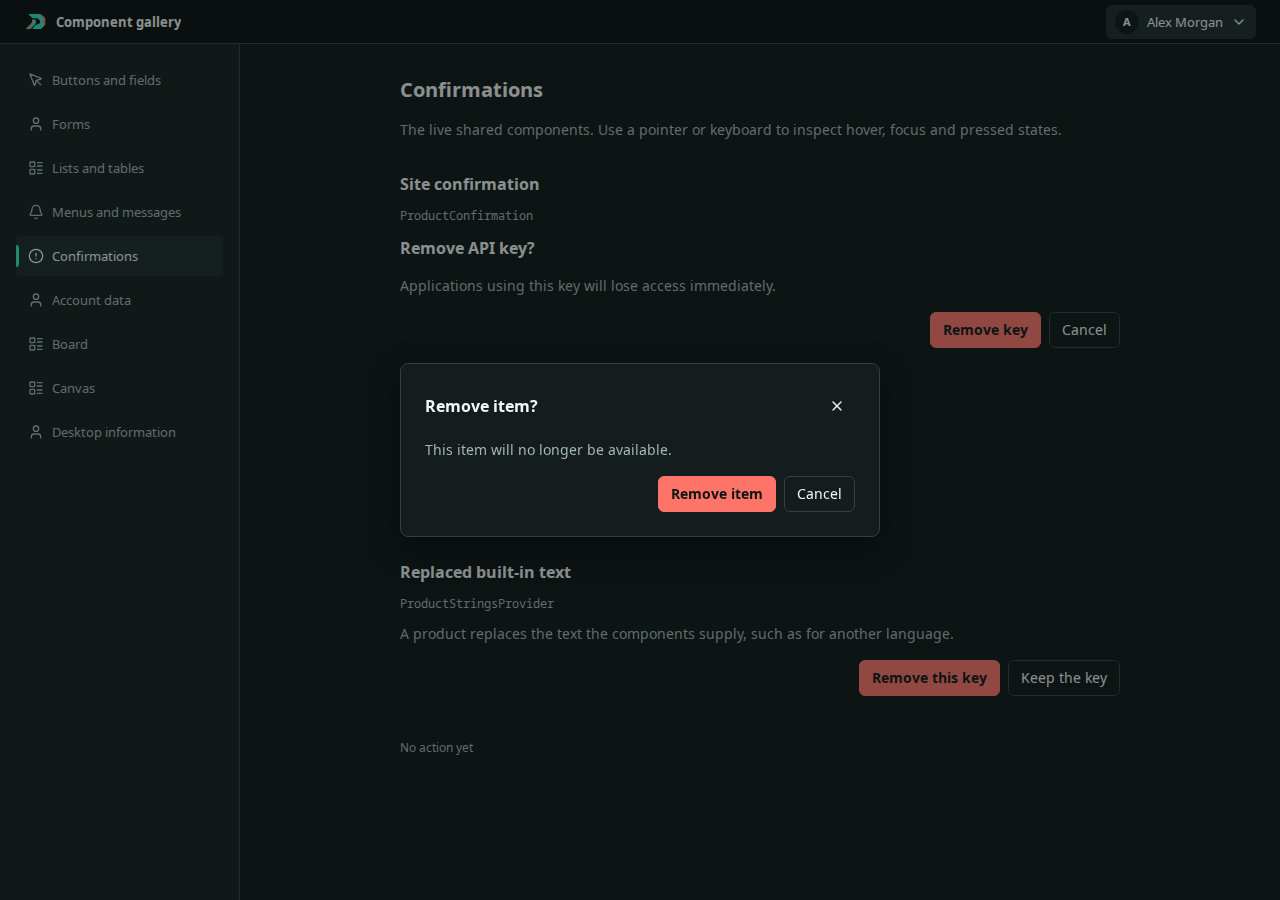 Component gallery
A
Alex Morgan
Buttons and fields
Forms
Lists and tables
Menus and messages
Confirmations
Account data
Board
Canvas
Desktop information
Confirmations
The live shared components. Use a pointer or keyboard to inspect hover, focus and pressed states.
Site confirmation
ProductConfirmation
Remove API key?
Applications using this key will lose access immediately.
Remove key
Cancel
Remove item?
This item will no longer be available.
Remove item
Cancel
Replaced built-in text
ProductStringsProvider
A product replaces the text the components supply, such as for another language.
Remove this key
Keep the key
No action yet